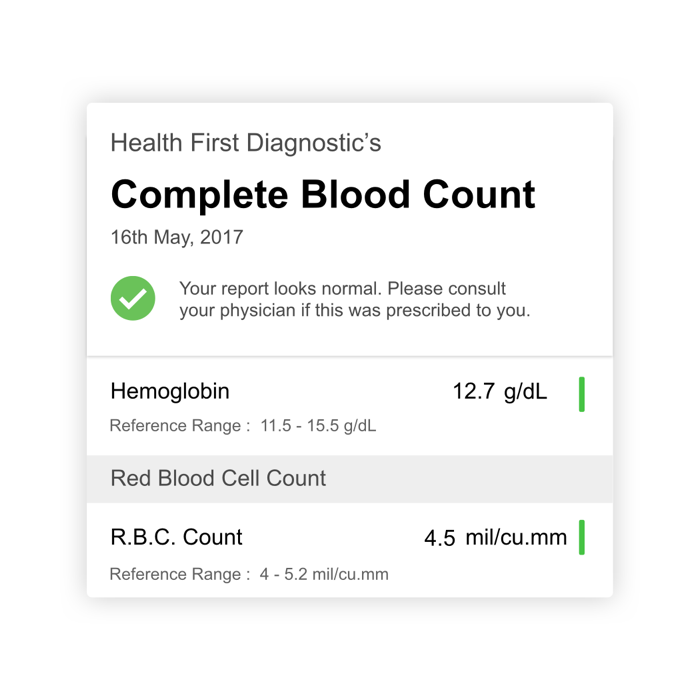 Health First Diagnostic’s
Complete Blood Count
16th May, 2017
Your report looks normal. Please consult
your physician if this was prescribed to you.
Hemoglobin 12.7 g/dL
Reference Range : 11.5 - 15.5 g/dL
Red Blood Cell Count
R.B.C. Count 4.5 mil/cu.mm
Reference Range : 4 - 5.2 mil/cu.mm